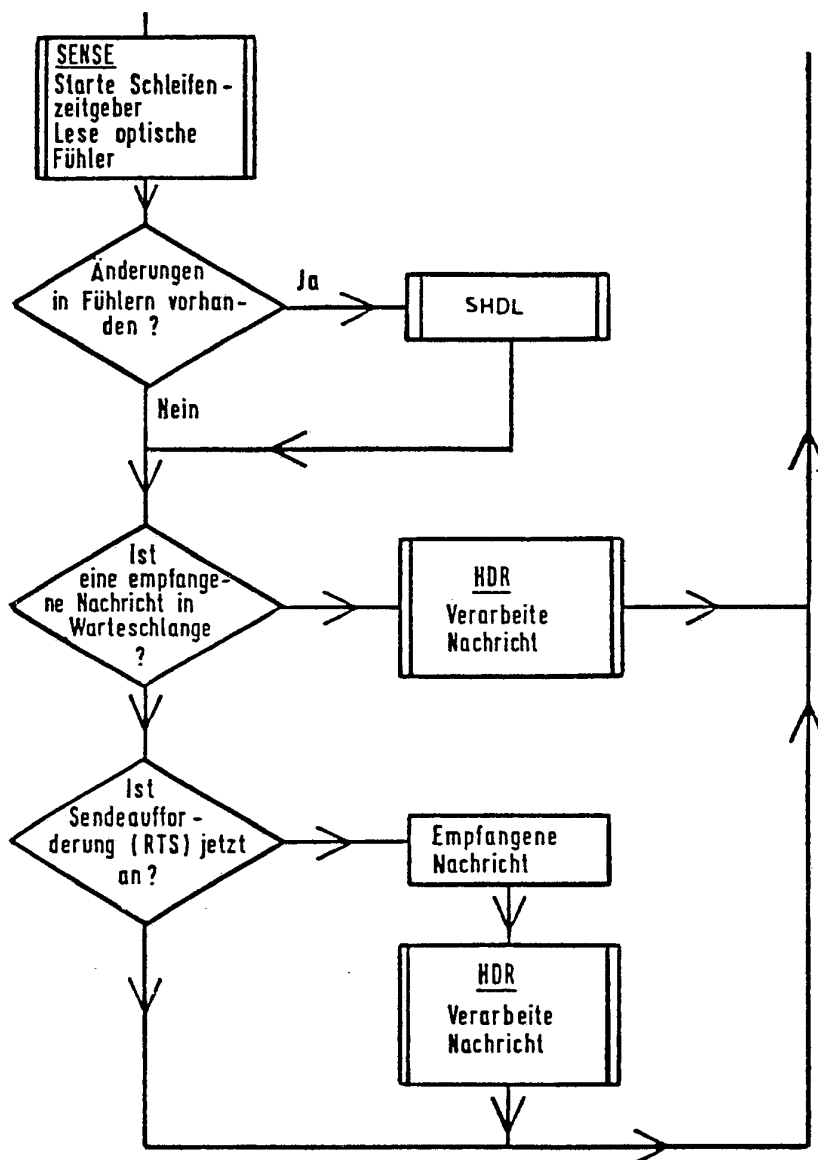 SENSE
Starte Schleifen-
zeitgeber
Lese optische
Fühler
Änderungen
in Fühlern vorhan-
den ?
Ja
SHDL
Nein
Ist
eine empfange-
ne Nachricht in
Warteschlange
?
HDR
Verarbeite
Nachricht
Ist
Sendeauffor-
derung (RTS) jetzt
an?
Empfangene
Nachricht
HDR
Verarbeite
Nachricht